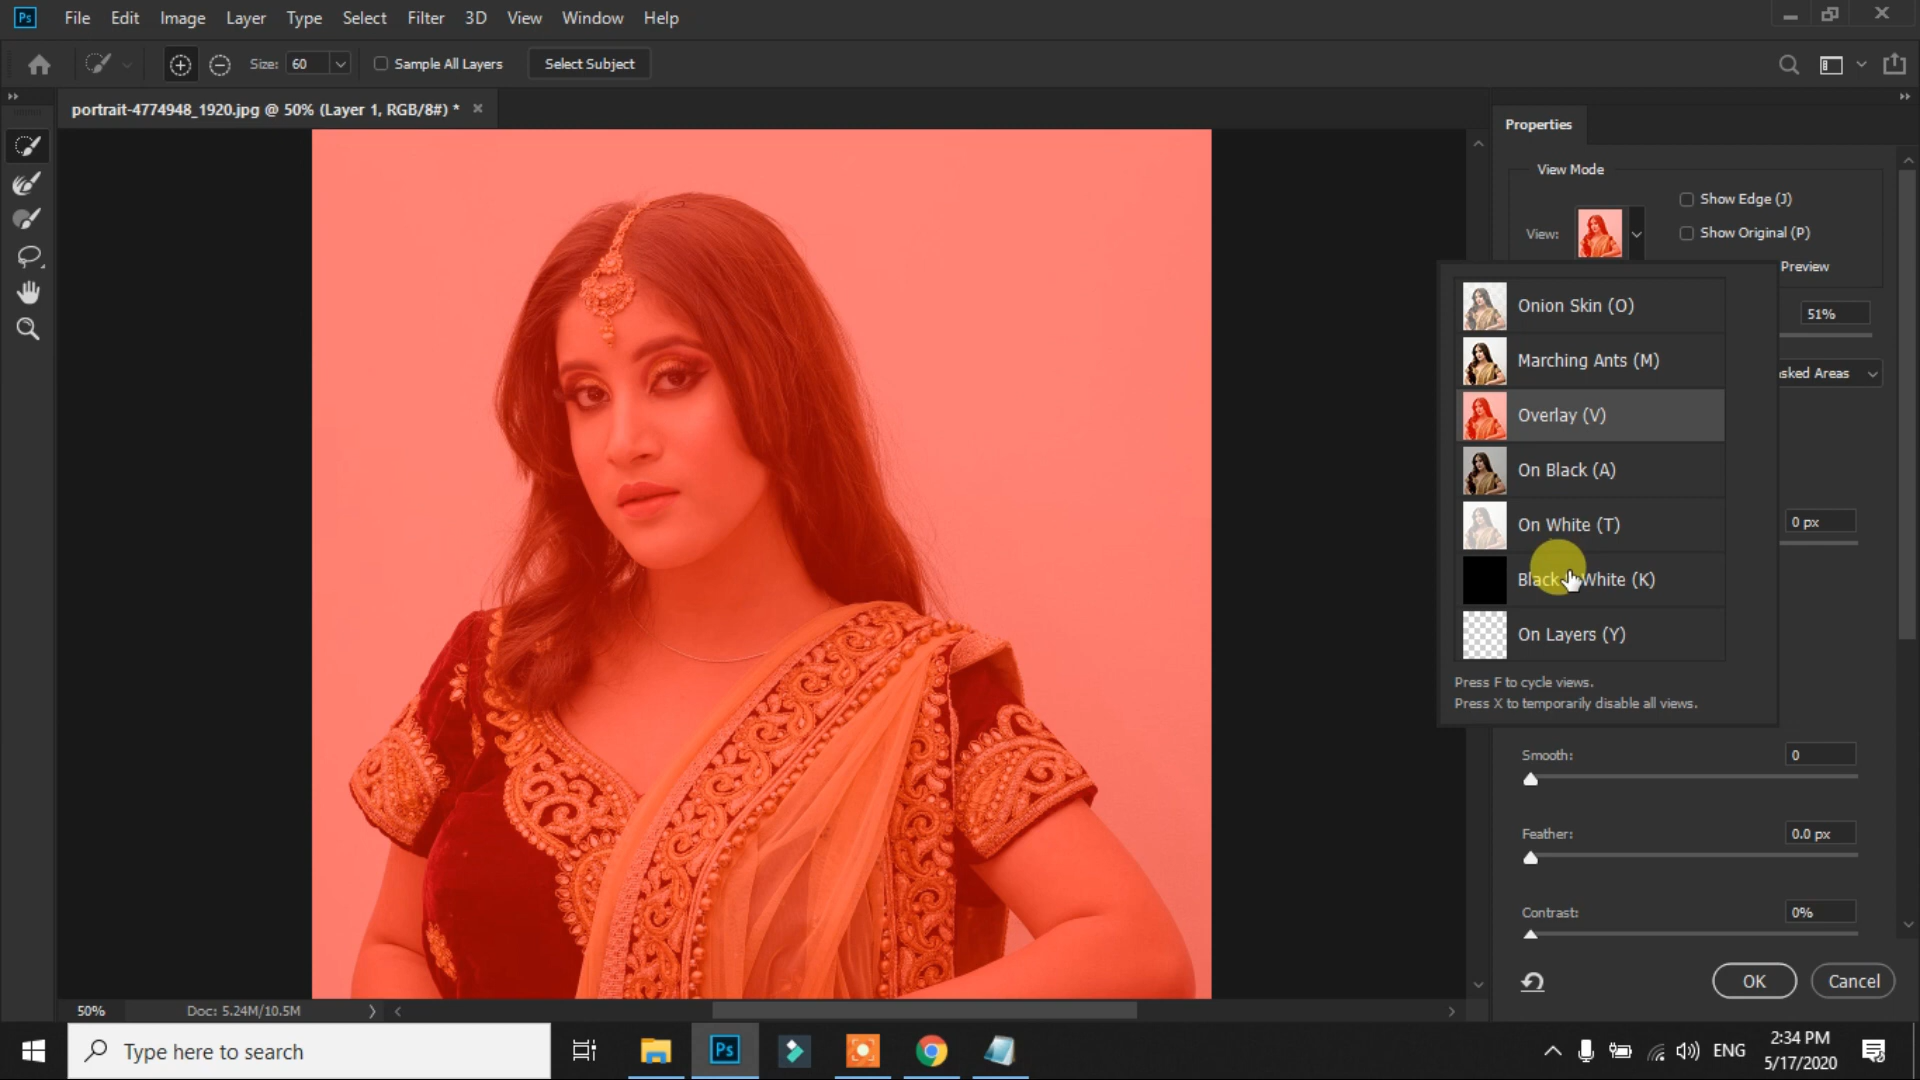 Ps File Edit Image Layer Type Select Filter 3D View Window Help
Size: 60 Sample All Layers Select Subject
portrait-4774948_1920.jpg @ 50% (Layer 1, RGB/8#) *
Properties
View Mode
Show Edge (J)
View:
Show Original (P)
Preview
Onion Skin (O)
51%
Marching Ants (M)
sked Areas
Overlay (V)
On Black (A)
On White (T)
0 px
Black White (K)
On Layers (Y)
Press F to cycle views.
Press X to temporarily disable all views.
Smooth: 0
Feather: 0.0 px
Contrast: 0%
OK Cancel
50% Doc: 5.24M/10.5M
Type here to search
Ps
ENG
2:34 PM
5/17/2020